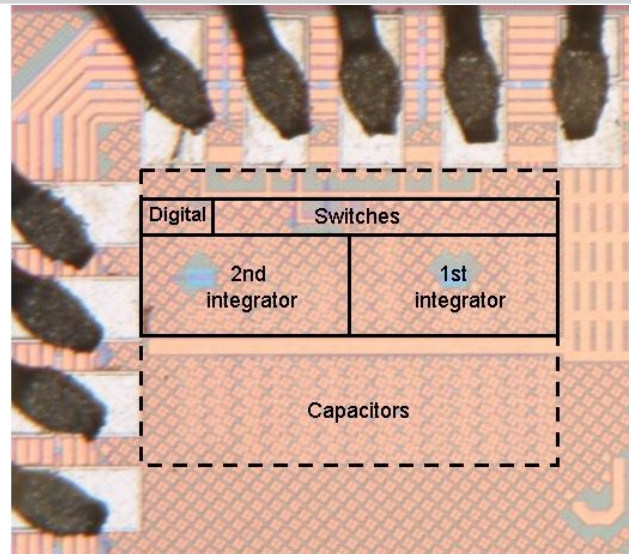 Digital
Switches
2nd
integrator
1st
integrator
Capacitors